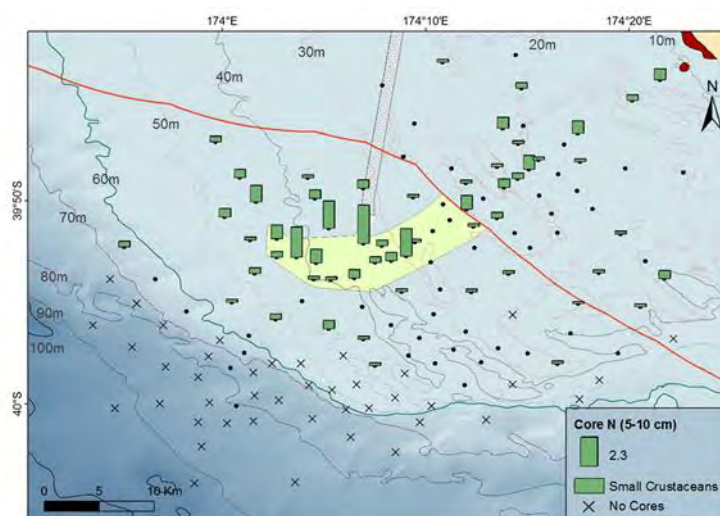 174°E 174°10'E 174°20'E
10m
20m
30m
40m
N
50m
39°50'S
60m
70m
80m
90m
100m
40°S
Core N (5-10 cm)
2.3
Small Crustaceans
No Cores
0 5 10 Km